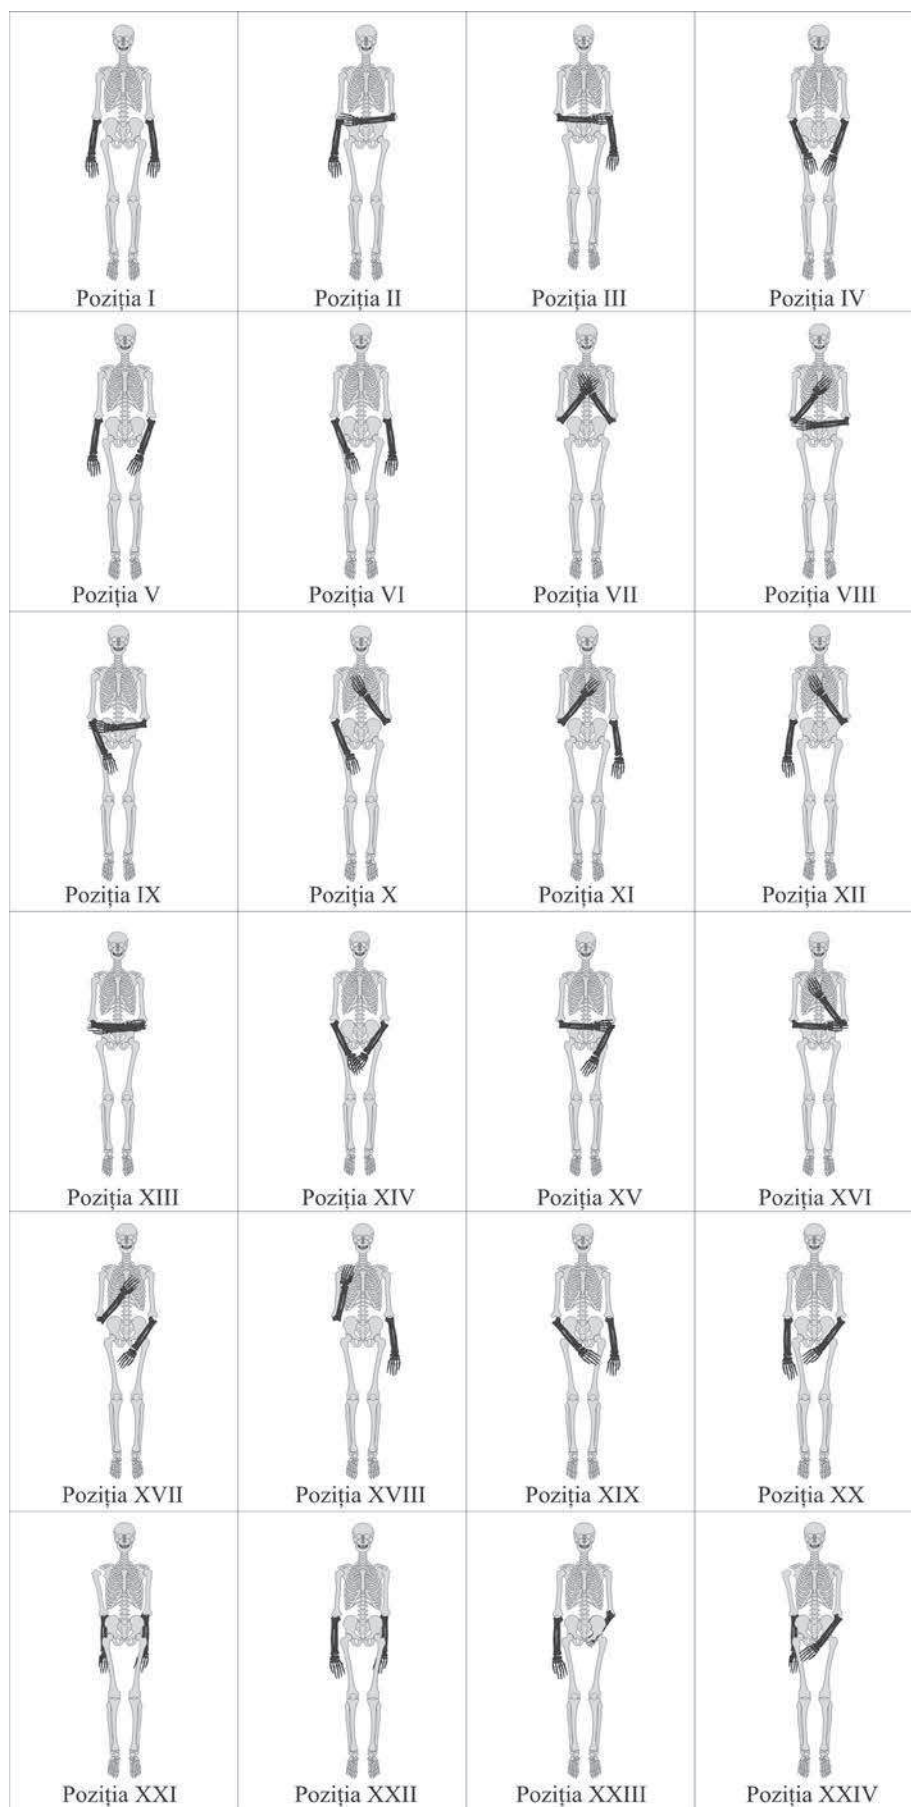 Poziția I
Poziția II
Poziția III
Poziția IV
Poziția V
Poziția VI
Poziția VII
Poziția VIII
Poziția IX
Poziția X
Poziția XI
Poziția XII
Poziția XIII
Poziția XIV
Poziția XV
Poziția XVI
Poziția XVII
Poziția XVIII
Poziția XIX
Poziția XX
Poziția XXI
Poziția XXII
Poziția XXIII
Poziția XXIV